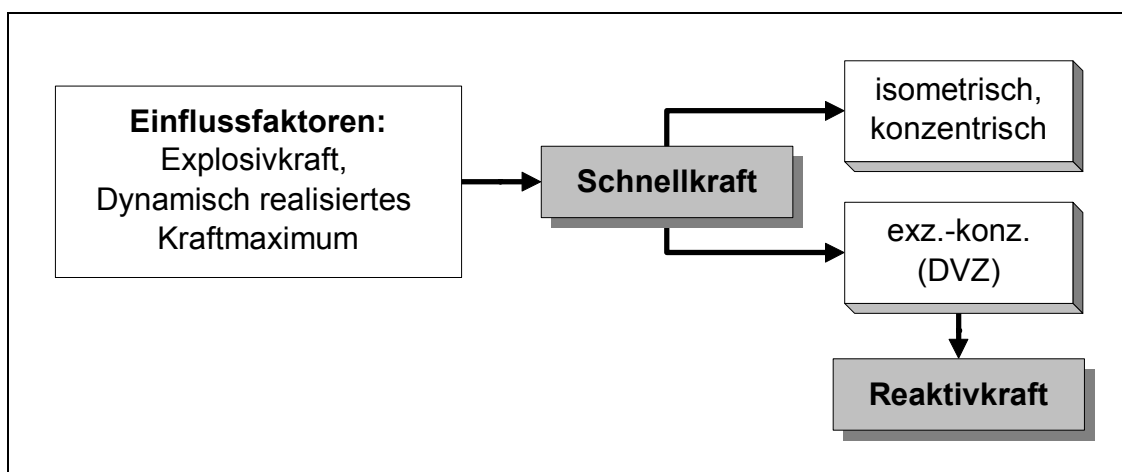 Einflussfaktoren:
Explosivkraft,
Dynamisch realisiertes
Kraftmaximum
Schnellkraft
isometrisch,
konzentrisch
exz.-konz.
(DVZ)
Reaktivkraft